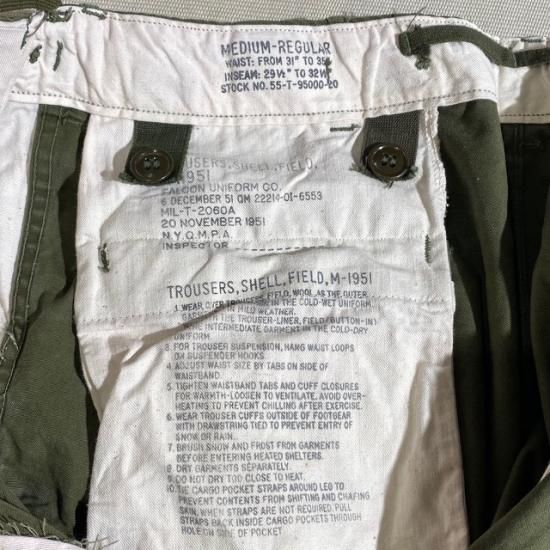 MEDIUM-REGULAR
WAIST: FROM 31" TO 35"
INSEAM: 29½" TO 32½"
STOCK NO. 55-T-95000-20
TROUSERS, SHELL, FIELD,
M-1951
UNIFORM CO.
6 DECEMBER 51 QM 22214-OI-6553
MIL-T-2060A
20 NOVEMBER 1951
N.Y.Q.M.P.A.
INSPECTOR
TROUSERS, SHELL, FIELD, M-1951
1. WEAR OVER TROUSERS, FIELD, WOOL, AS THE OUTER
GARMENT IN MILD WEATHER.
IN THE COLD-WET UNIFORM.
THE TROUSER-LINER, FIELD (BUTTON-IN)
THE INTERMEDIATE GARMENT IN THE COLD-DRY
UNIFORM.
3. FOR TROUSER SUSPENSION, HANG WAIST LOOPS
ON SUSPENDER HOOKS.
4. ADJUST WAIST SIZE BY TABS ON SIDE OF
WAISTBAND.
5. TIGHTEN WAISTBAND TABS AND CUFF CLOSURES
FOR WARMTH-LOOSEN TO VENTILATE. AVOID OVER-
HEATING TO PREVENT CHILLING AFTER EXERCISE.
6. WEAR TROUSER CUFFS OUTSIDE OF FOOTGEAR
WITH DRAWSTRING TIED TO PREVENT ENTRY OF
SNOW OR RAIN.
7. BRUSH SNOW AND FROST FROM GARMENTS
BEFORE ENTERING HEATED SHELTERS.
8. DRY GARMENTS SEPARATELY.
9. DO NOT DRY TOO CLOSE TO HEAT.
10. TIE CARGO POCKET STRAPS AROUND LEG TO
PREVENT CONTENTS FROM SHIFTING AND CHAFING
SKIN. WHEN STRAPS ARE NOT REQUIRED, PULL
STRAPS BACK INSIDE CARGO POCKETS THROUGH
HOLE ON SIDE OF POCKET